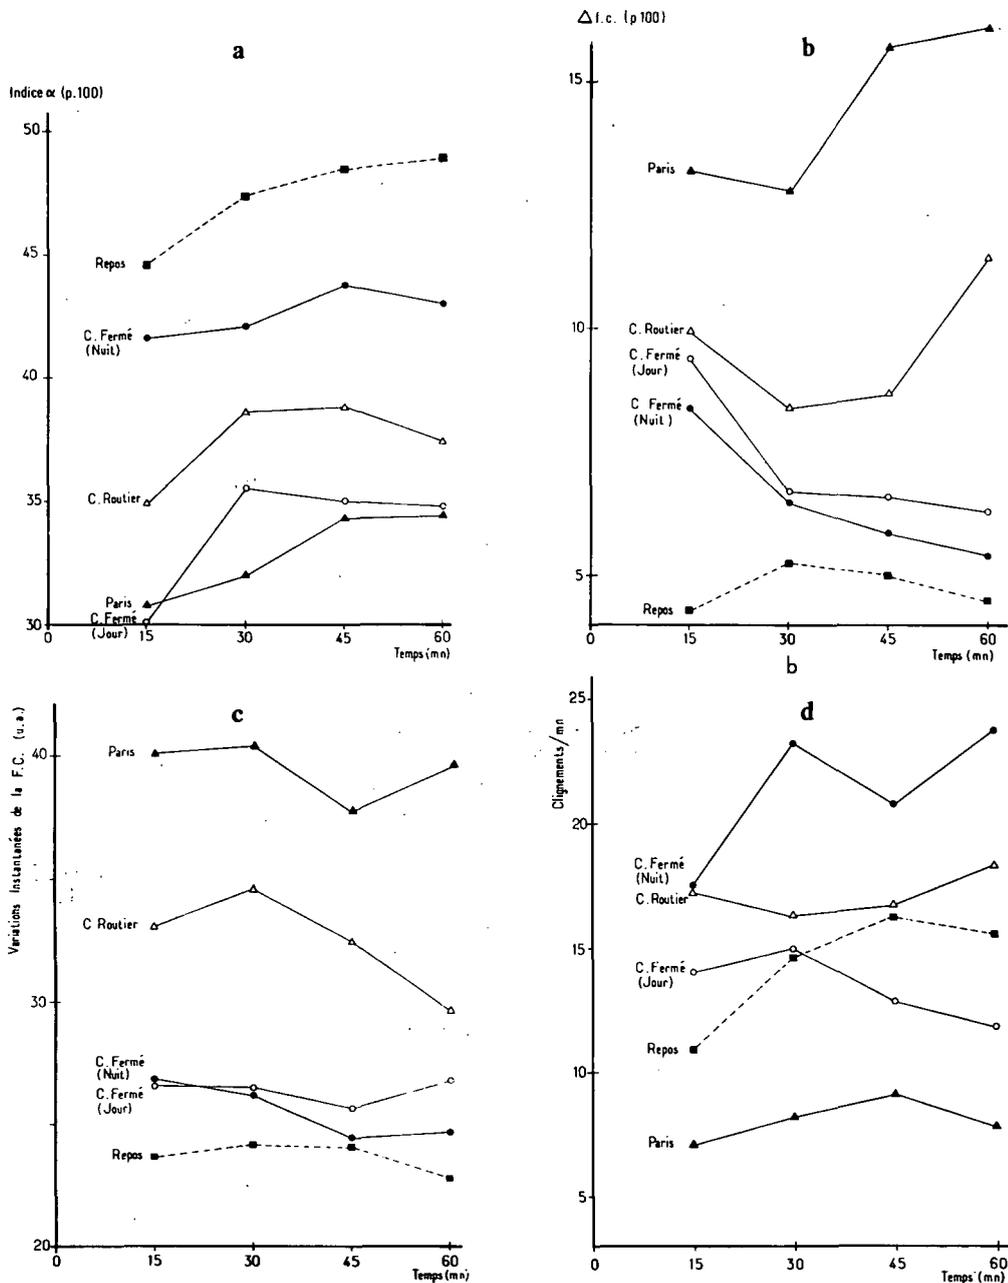 a
Indice α (p.100)
50
45
40
35
30
Repos
C. Fermé
(Nuit)
C. Routier
Paris
C. Fermé
(Jour)
0 15 30 45 60
Temps (mn)
△ f.c. (p 100)
b
15
10
5
Paris
C. Routier
C. Fermé
(Jour)
C Fermé
(Nuit)
Repos
0 15 30 45 60
Temps (mn)
b
c
Variations Instantanées de la F.C. (u.a.)
40
30
20
Paris
C Routier
C. Fermé
(Nuit)
C. Fermé
(Jour)
Repos
0 15 30 45 60
Temps (mn)
d
Clignements/mn
25
20
15
10
5
C. Fermé
(Nuit)
C. Routier
C. Fermé
(Jour)
Repos
Paris
0 15 30 45 60
Temps (mn)